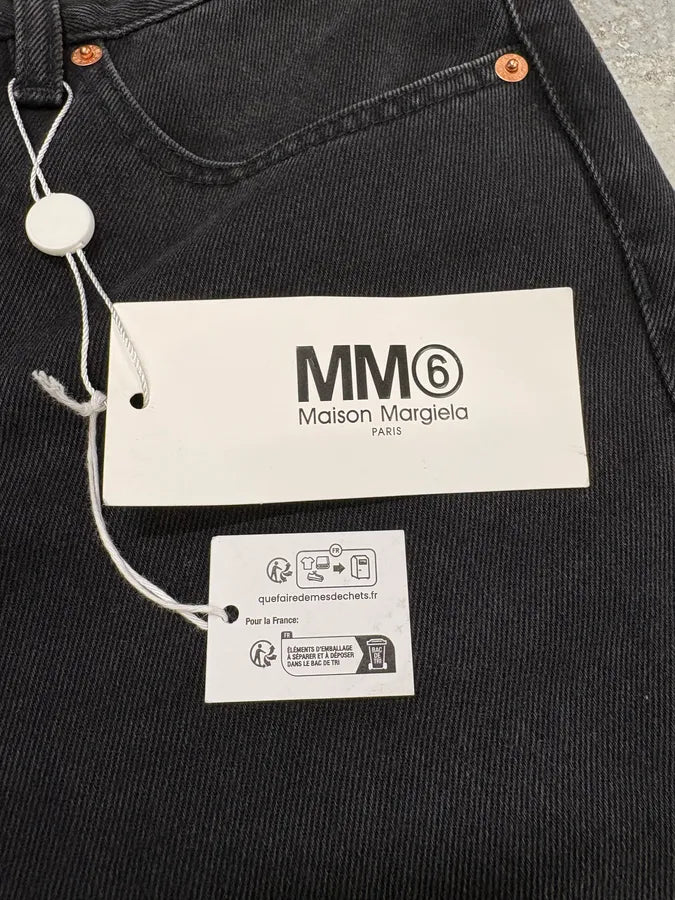 MM⑥
Maison Margiela
PARIS
FR
quefairedemesdechets.fr
Pour la France:
FR
ÉLÉMENTS D'EMBALLAGE
À SÉPARER ET À DÉPOSER
DANS LE BAC DE TRI
BAC
DE
TRI